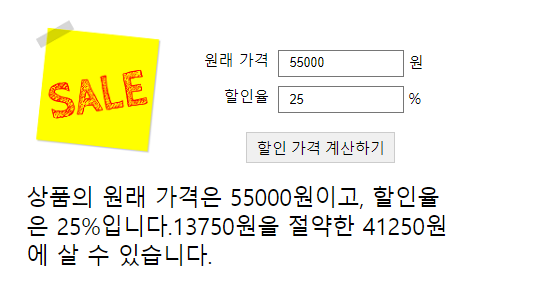 SALE
원래 가격 55000 원
할인율 25 %
할인 가격 계산하기
상품의 원래 가격은 55000원이고, 할인율
은 25%입니다.13750원을 절약한 41250원
에 살 수 있습니다.